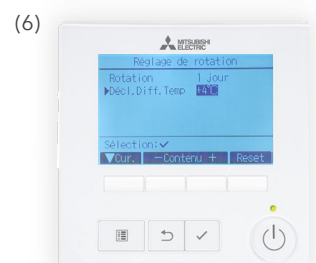 (6)
MITSUBISHI
ELECTRIC
Réglage de rotation
Rotation 1 jour
▶Décl.Diff.Temp +4℃
Sélection:✓
▼Cur. −Contenu + Reset